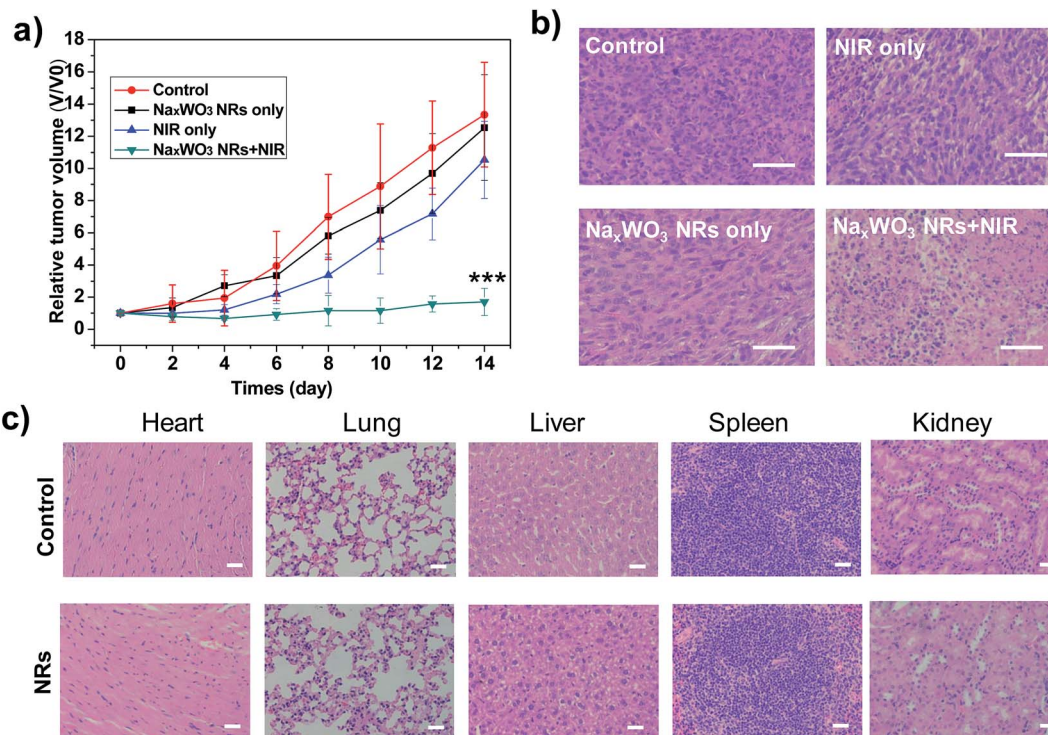 a)
Relative tumor volume (V/V0)
18
16
14
12
10
8
6
4
2
0
Control
NaxWO₃ NRs only
NIR only
NaxWO₃ NRs+NIR
***
0 2 4 6 8 10 12 14
Times (day)
b)
Control
NIR only
NaₓWO₃ NRs only
NaₓWO₃ NRs+NIR
c)
Heart Lung Liver Spleen Kidney
Control
NRs